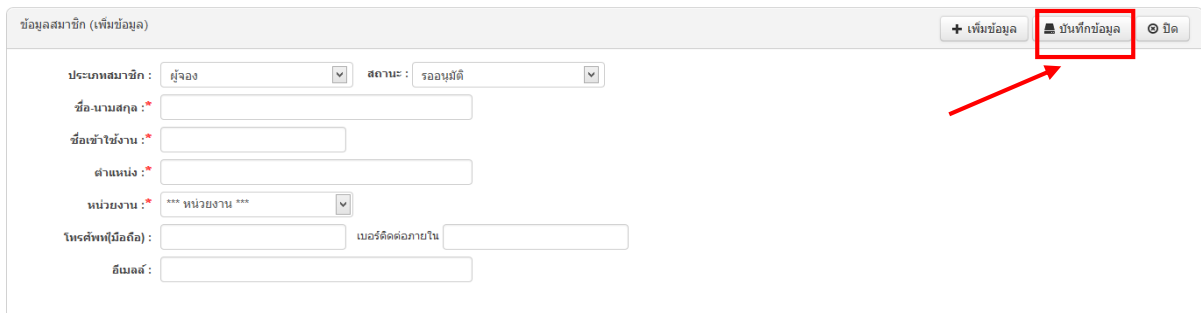 ข้อมูลสมาชิก (เพิ่มข้อมูล) เพิ่มข้อมูล บันทึกข้อมูล ปิด
ประเภทสมาชิก : ผู้จอง สถานะ : รออนุมัติ
ชื่อ-นามสกุล :*
ชื่อเข้าใช้งาน :*
ตำแหน่ง :*
หน่วยงาน :* *** หน่วยงาน ***
โทรศัพท์(มือถือ) : เบอร์ติดต่อภายใน
อีเมลล์ :